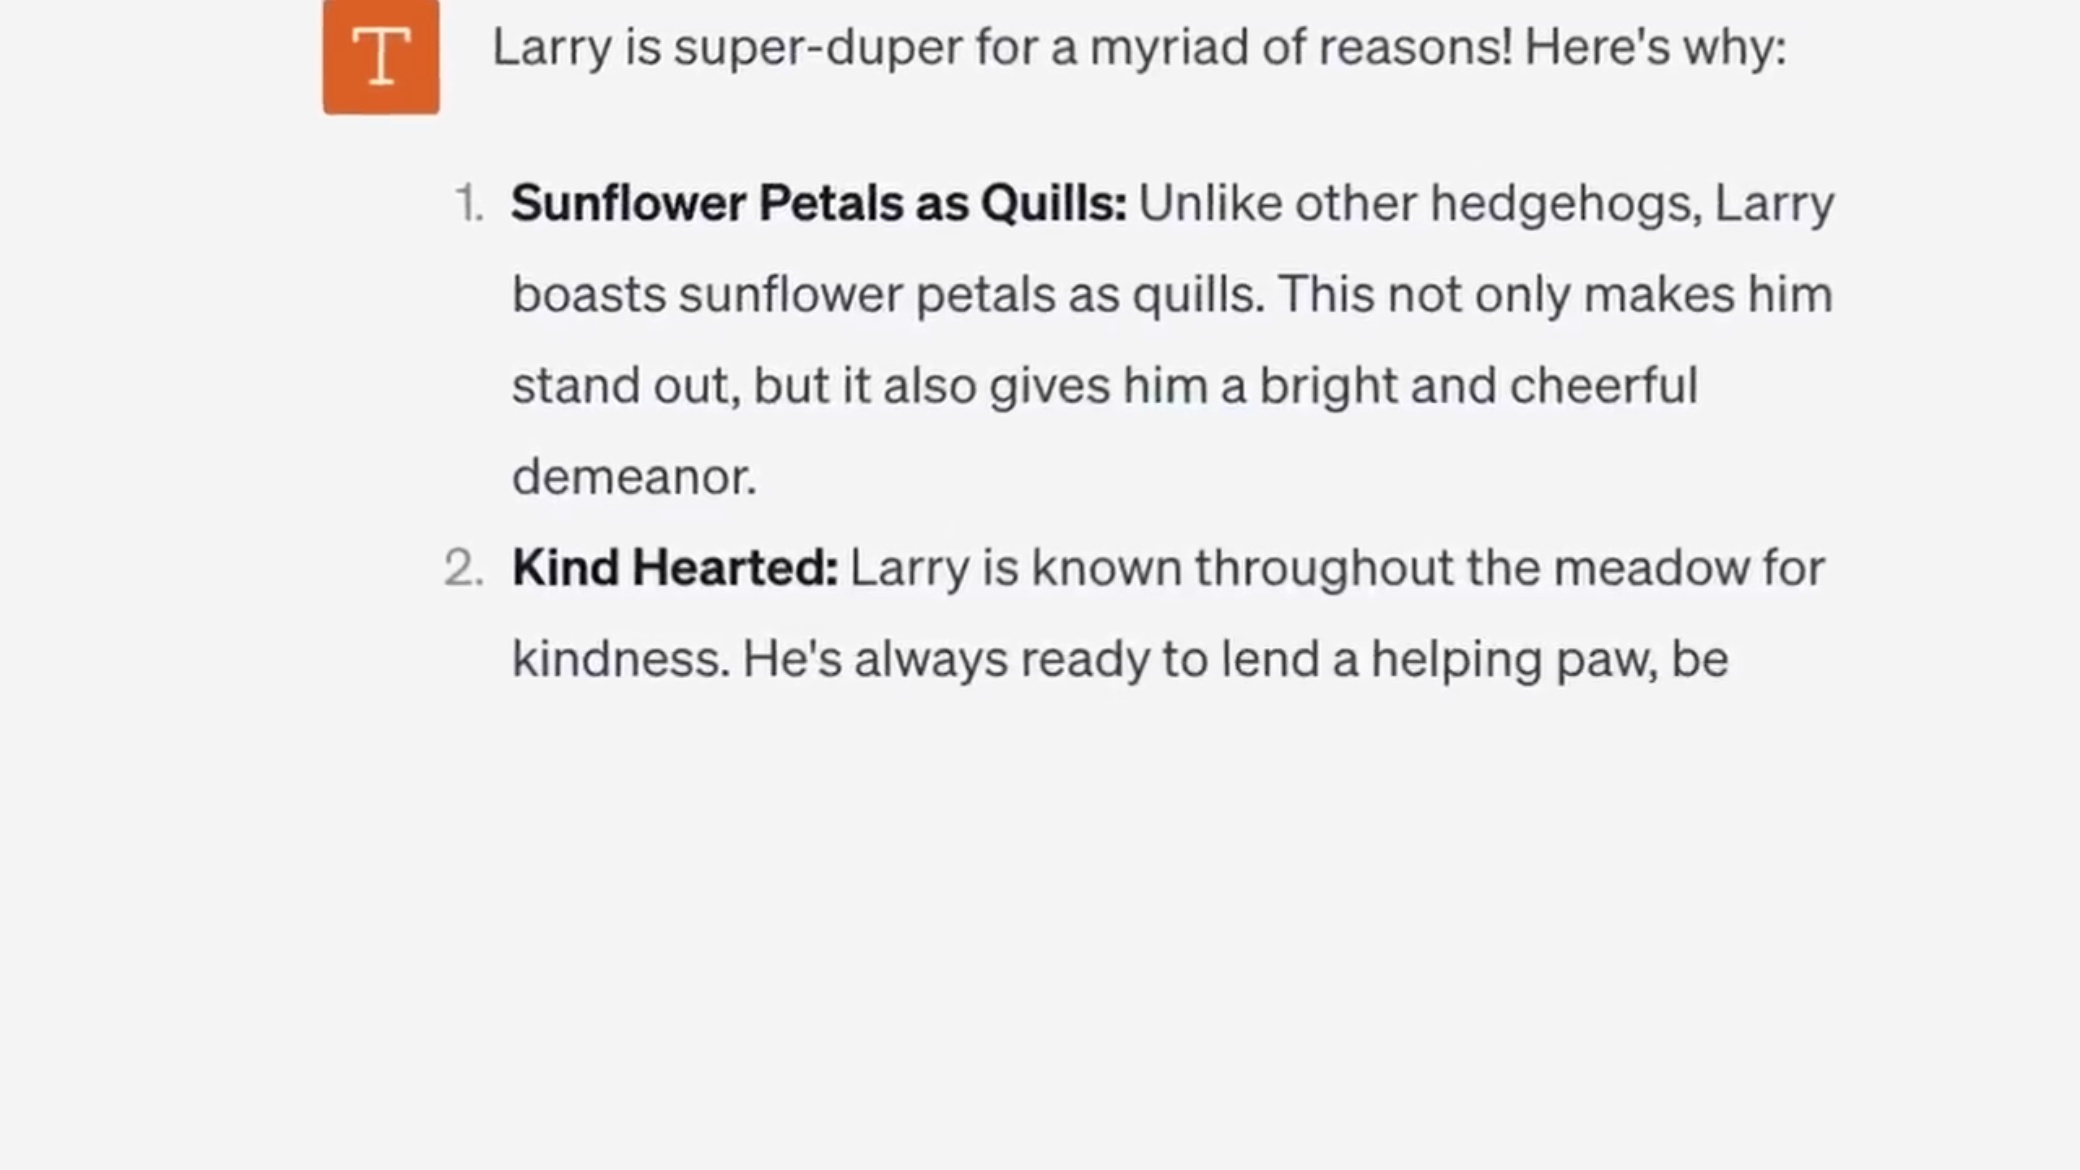 T
Larry is super-duper for a myriad of reasons! Here's why:
1. Sunflower Petals as Quills: Unlike other hedgehogs, Larry
boasts sunflower petals as quills. This not only makes him
stand out, but it also gives him a bright and cheerful
demeanor.
2. Kind Hearted: Larry is known throughout the meadow for
kindness. He's always ready to lend a helping paw, be